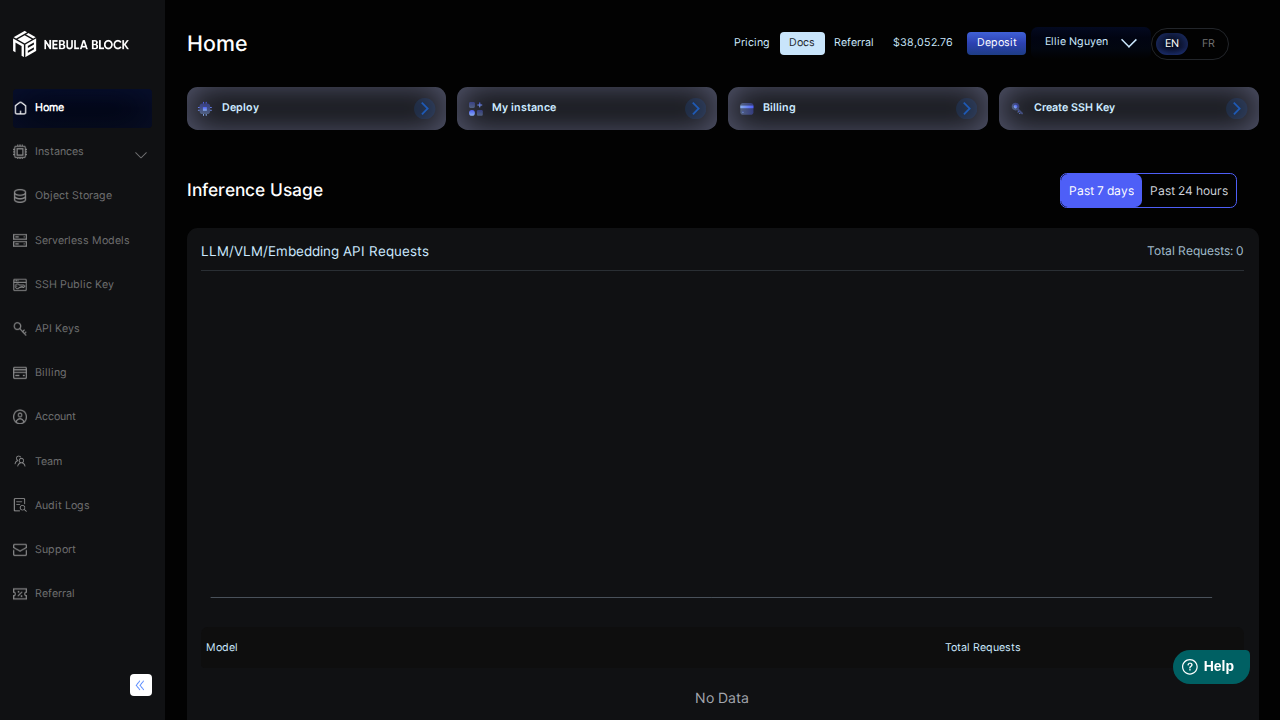 NEBULA BLOCK
Home
Instances
Object Storage
Serverless Models
SSH Public Key
API Keys
Billing
Account
Team
Audit Logs
Support
Referral
Home
Pricing
Docs
Referral
$38,052.76
Deposit
Ellie Nguyen
EN
FR
Deploy
My instance
Billing
Create SSH Key
Inference Usage
Past 7 days
Past 24 hours
LLM/VLM/Embedding API Requests
Total Requests: 0
Model
Total Requests
No Data
Help